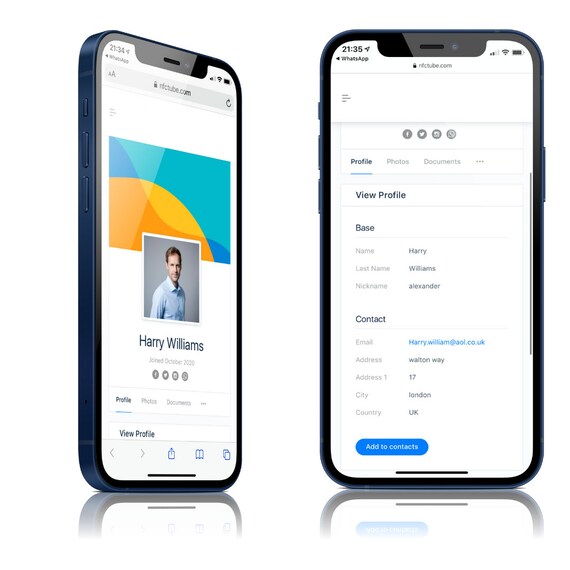 21:34
WhatsApp
AA
nfctube.com
Harry Williams
Joined October 2020
Profile Photos Documents ...
View Profile
21:35
WhatsApp
nfctube.com
Profile Photos Documents ...
View Profile
Base
Name Harry
Last Name Williams
Nickname alexander
Contact
Email Harry.william@aol.co.uk
Address walton way
Address 1 17
City london
Country UK
Add to contacts